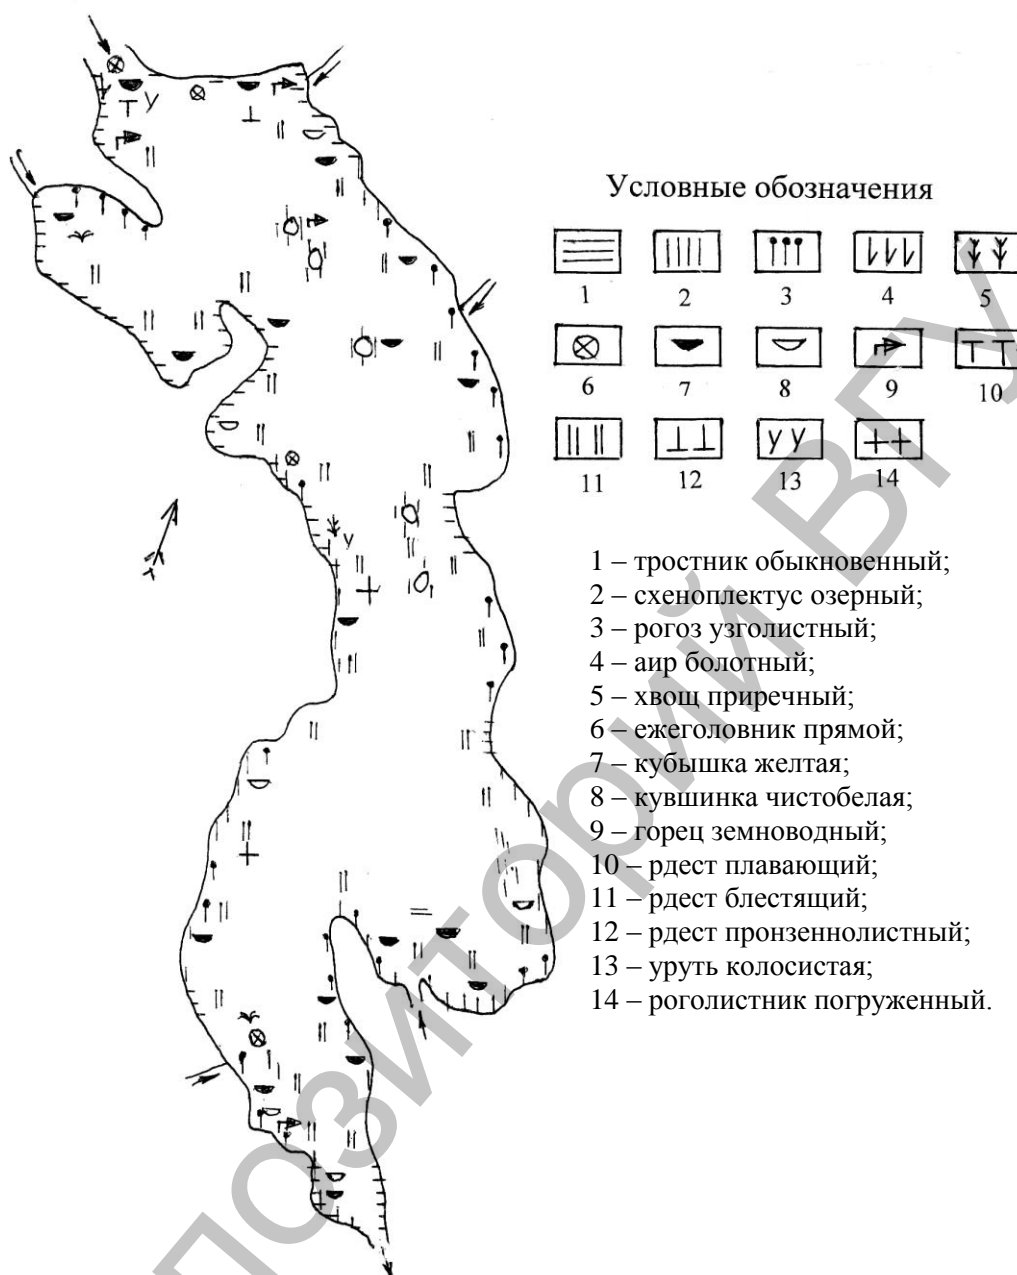 Условные обозначения
1 2 3 4 5
6 7 8 9 10
11 12 13 14
1 – тростник обыкновенный;
2 – схеноплектус озерный;
3 – рогоз узголистный;
4 – аир болотный;
5 – хвощ приречный;
6 – ежеголовник прямой;
7 – кубышка желтая;
8 – кувшинка чистобелая;
9 – горец земноводный;
10 – рдест плавающий;
11 – рдест блестящий;
12 – рдест пронзеннолистный;
13 – уруть колосистая;
14 – роголистник погруженный.
позиторий ВГУ